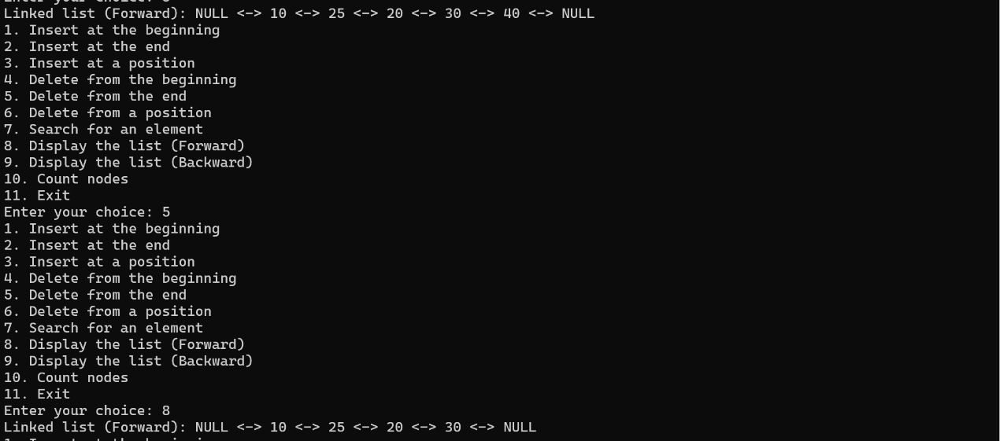 Linked list (Forward): NULL <-> 10 <-> 25 <-> 20 <-> 30 <-> 40 <-> NULL
1. Insert at the beginning
2. Insert at the end
3. Insert at a position
4. Delete from the beginning
5. Delete from the end
6. Delete from a position
7. Search for an element
8. Display the list (Forward)
9. Display the list (Backward)
10. Count nodes
11. Exit
Enter your choice: 5
1. Insert at the beginning
2. Insert at the end
3. Insert at a position
4. Delete from the beginning
5. Delete from the end
6. Delete from a position
7. Search for an element
8. Display the list (Forward)
9. Display the list (Backward)
10. Count nodes
11. Exit
Enter your choice: 8
Linked list (Forward): NULL <-> 10 <-> 25 <-> 20 <-> 30 <-> NULL